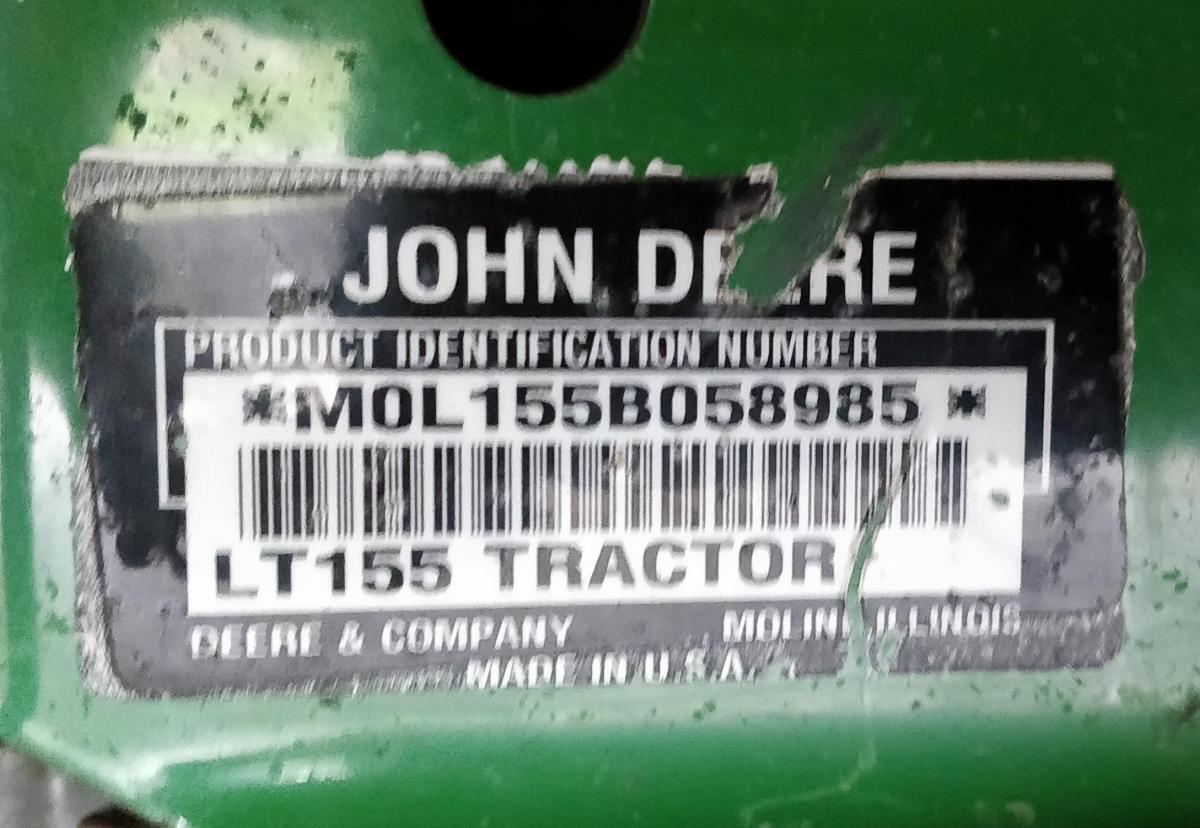 JOHN DEERE
PRODUCT IDENTIFICATION NUMBER
*M0L155B058985 *
LT155 TRACTOR
DEERE & COMPANY MOLINE ILLINOIS
MADE IN U.S.A.